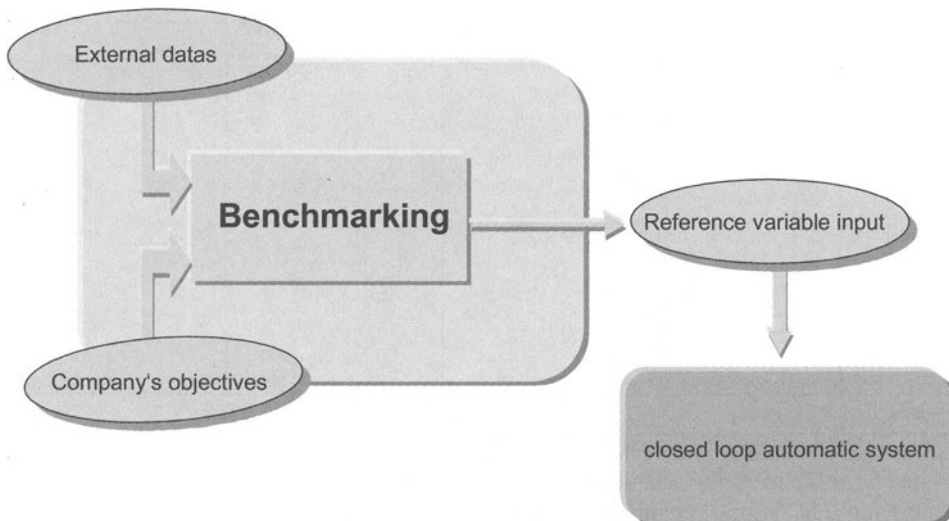 External datas
Benchmarking
Reference variable input
Company‘s objectives
closed loop automatic system